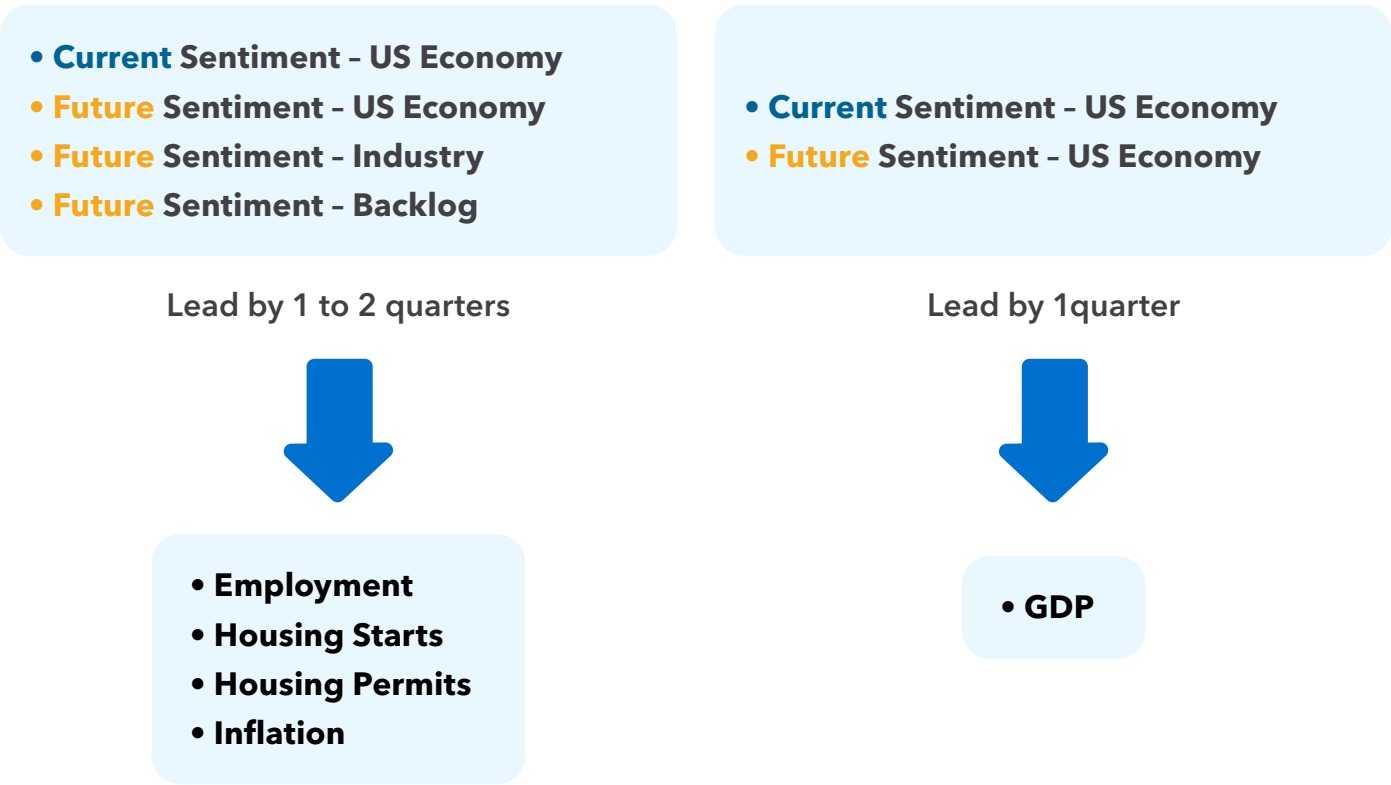 • Current Sentiment – US Economy
• Future Sentiment – US Economy
• Future Sentiment – Industry
• Future Sentiment – Backlog
Lead by 1 to 2 quarters
• Employment
• Housing Starts
• Housing Permits
• Inflation
• Current Sentiment – US Economy
• Future Sentiment – US Economy
Lead by 1quarter
• GDP